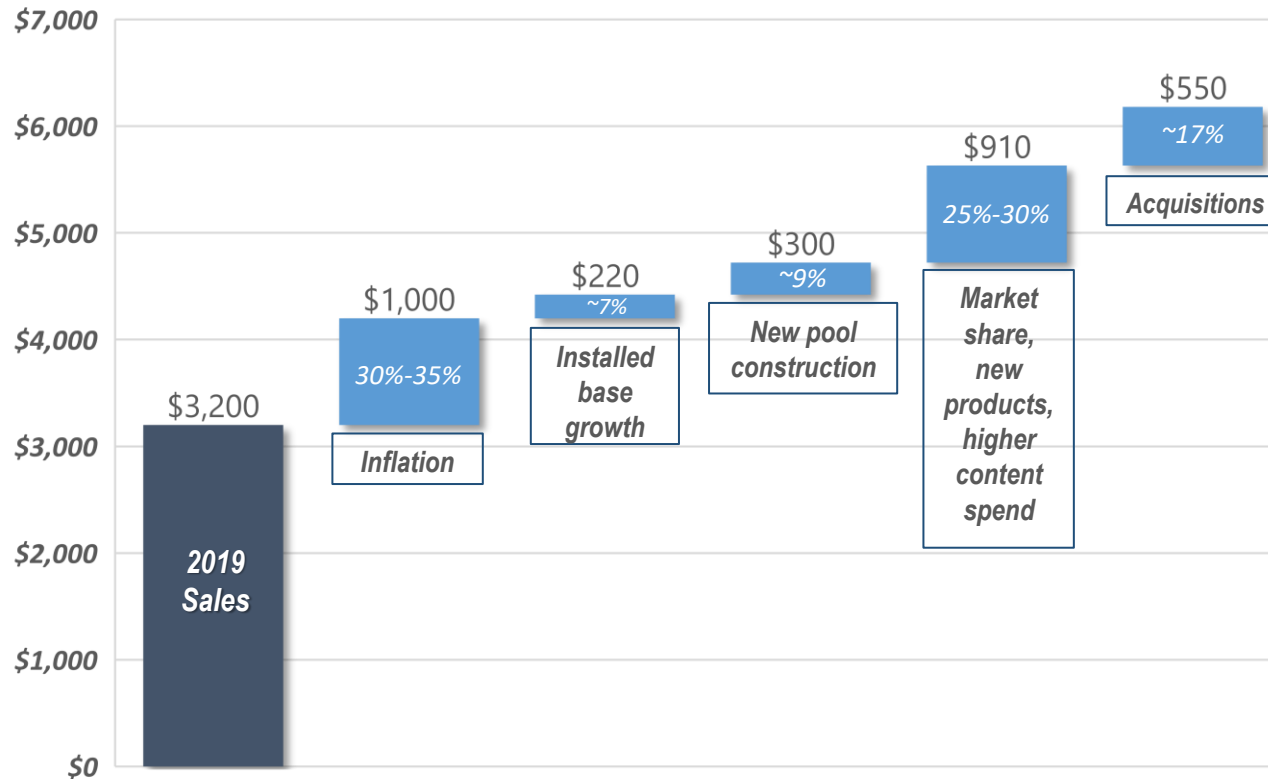 $7,000
$6,000
$5,000
$4,000
$3,000
$2,000
$1,000
$0
$3,200
2019
Sales
$1,000
30%-35%
Inflation
$220
~7%
Installed
base
growth
$300
~9%
New pool
construction
$910
25%-30%
Market
share,
new
products,
higher
content
spend
$550
~17%
Acquisitions